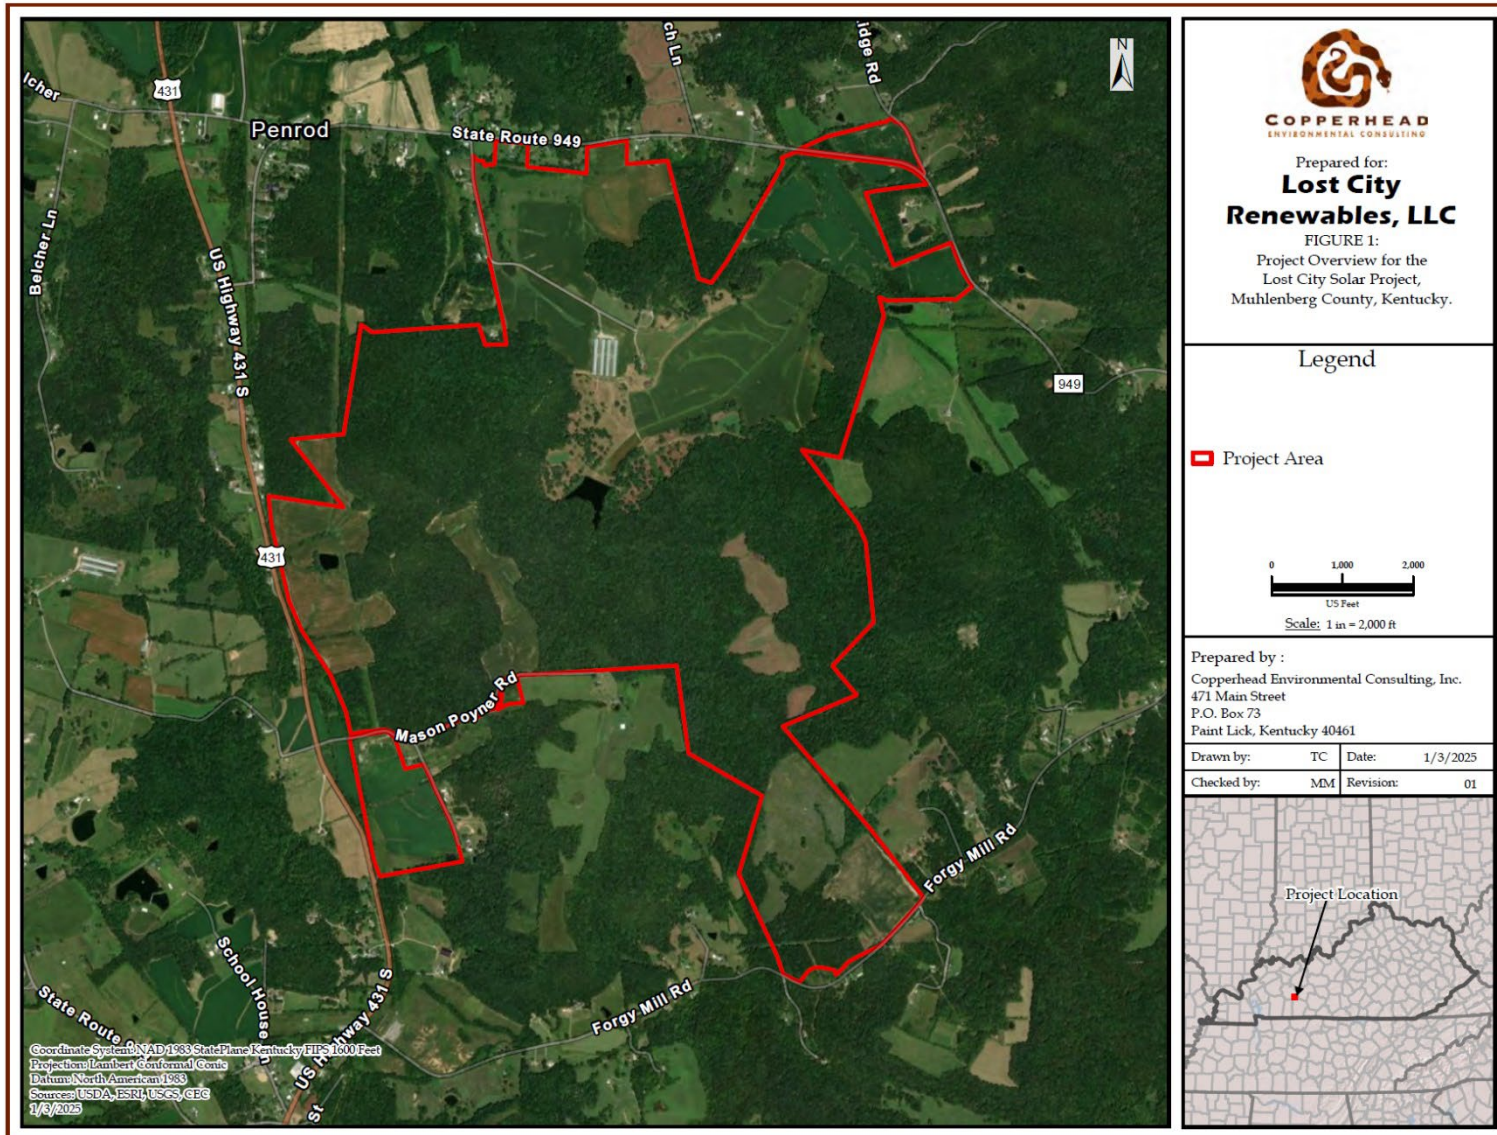 lcher
431
Penrod
State Route 949
ch Ln
idge Rd
N
Belcher Ln
US Highway 431 S
949
431
Mason Poyner Rd
Forgy Mill Rd
Forgy Mill Rd
School House
n
State Route 9
US Highway 431 S
St
Coordinate System: NAD 1983 StatePlane Kentucky FIPS 1600 Feet
Projection: Lambert Conformal Conic
Datum: North American 1983
Sources: USDA, ESRI, USGS, CEC
1/3/2025
COPPERHEAD
ENVIRONMENTAL CONSULTING
Prepared for:
Lost City
Renewables, LLC
FIGURE 1:
Project Overview for the
Lost City Solar Project,
Muhlenberg County, Kentucky.
Legend
Project Area
0 1,000 2,000
US Feet
Scale: 1 in = 2,000 ft
Prepared by :
Copperhead Environmental Consulting, Inc.
471 Main Street
P.O. Box 73
Paint Lick, Kentucky 40461
Drawn by: TC Date: 1/3/2025
Checked by: MM Revision: 01
Project Location